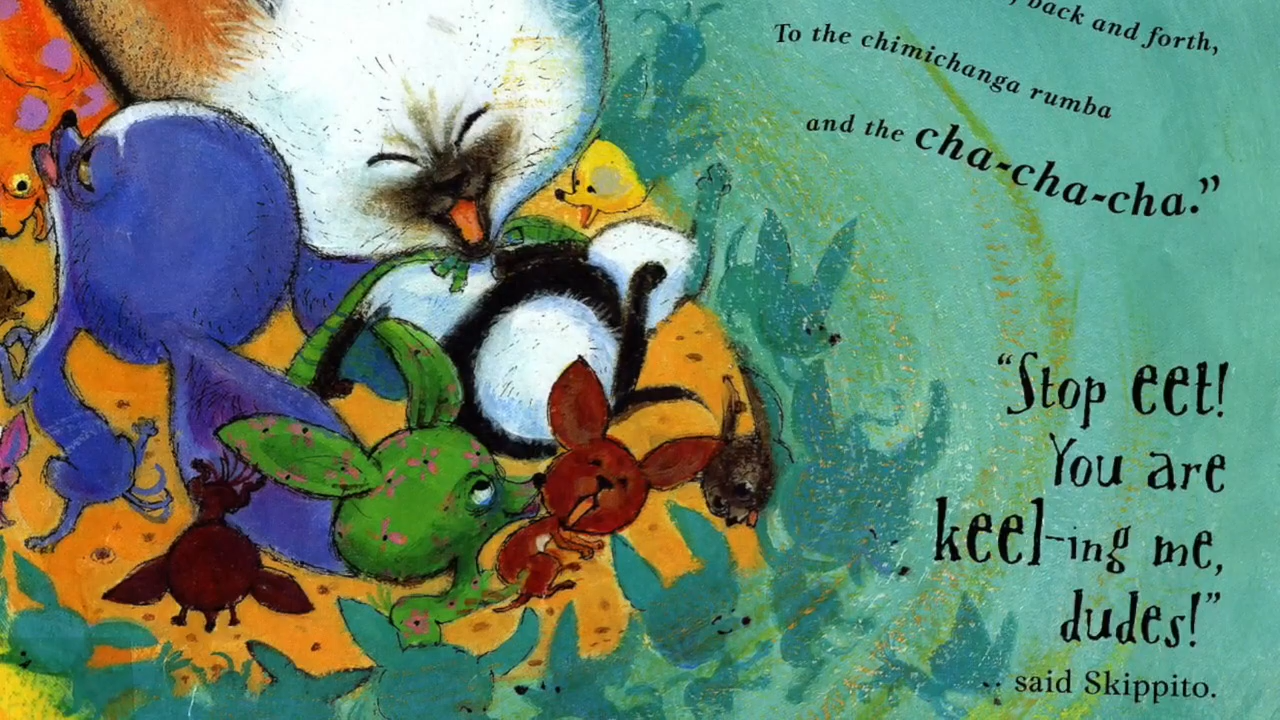 back and forth,
To the chimichanga rumba
and the cha-cha-cha.”
“Stop eet!
You are
keel-ing me,
dudes!”
said Skippito.